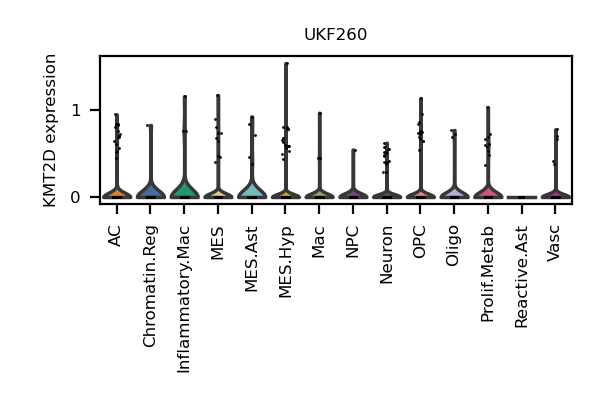 UKF260
KMT2D expression
1
0
AC
Chromatin.Reg
Inflammatory.Mac
MES
MES.Ast
MES.Hyp
Mac
NPC
Neuron
OPC
Oligo
Prolif.Metab
Reactive.Ast
Vasc